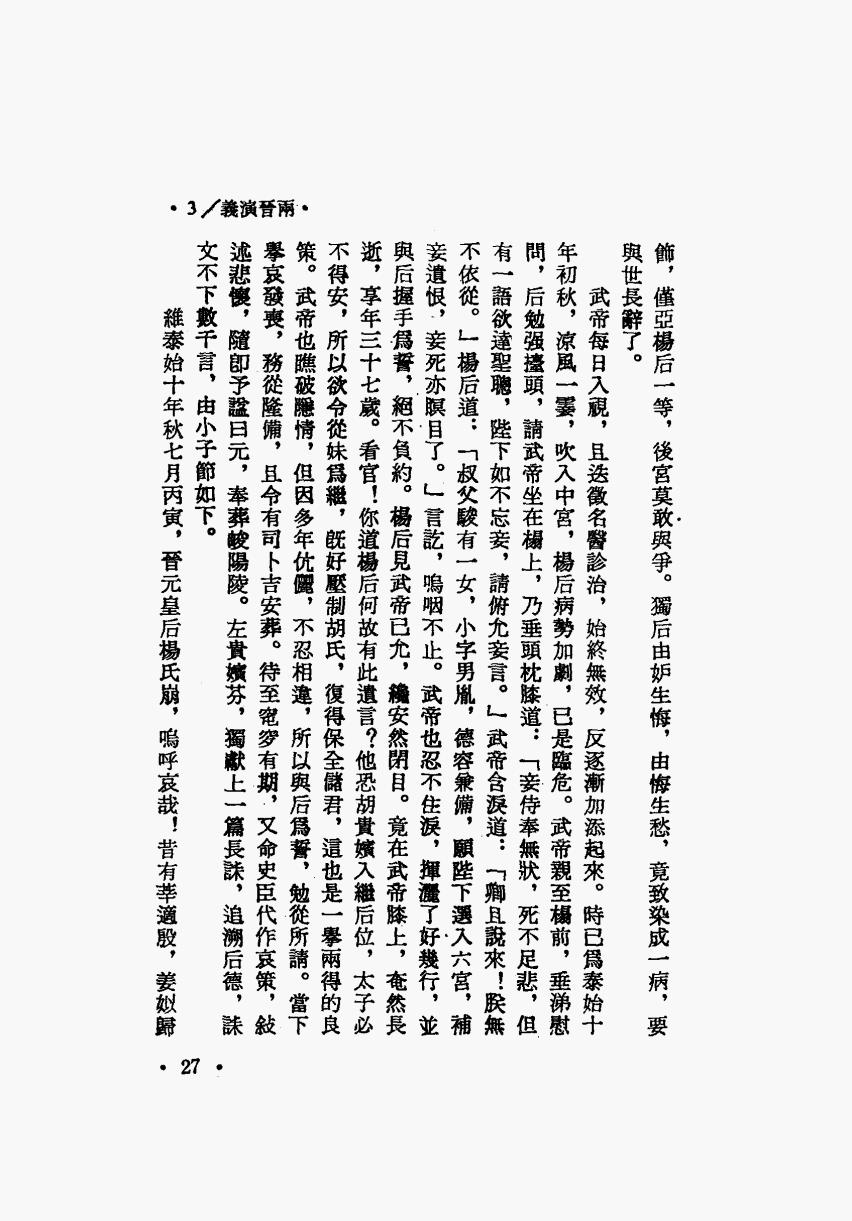 •3／義演晉兩•
飾，僅亞楊后一等，後宮莫敢與爭。獨后由妒生悔，由悔生愁，竟致染成一病，要
與世長辭了。
武帝每日入視，且迭徵名醫診治，始終無效，反逐漸加添起來。時已爲泰始十
年初秋，涼風一霎，吹入中宮，楊后病勢加劇，已是臨危。武帝親至榻前，垂涕慰
問，后勉强擡頭，請武帝坐在榻上，乃垂頭枕膝道：「妾侍奉無狀，死不足悲，但
有一語欲達聖聰，陛下如不忘妾，請俯允妾言。」武帝含淚道：「卿且說來！朕無
不依從。」楊后道：「叔父駿有一女，小字男胤，德容兼備，願陛下選入六宮，補
妾遺恨，妾死亦瞑目了。」言訖，嗚咽不止。武帝也忍不住淚，揮灑了好幾行，並
與后握手爲誓，絕不負約。楊后見武帝已允，纔安然閉目。竟在武帝膝上，奄然長
逝，享年三十七歲。看官！你道楊后何故有此遺言？他恐胡貴嬪入繼后位，太子必
不得安，所以欲令從妹爲繼，旣好壓制胡氏，復得保全儲君，這也是一擧兩得的良
策。武帝也瞧破隱情，但因多年伉儷，不忍相違，所以與后爲誓，勉從所請。當下
擧哀發喪，務從隆備，且令有司卜吉安葬。待至窀穸有期，又命史臣代作哀策，敍
述悲懷，隨卽予諡曰元，奉葬峻陽陵。左貴嬪芬，獨獻上一篇長誄，追溯后德，誄
文不下數千言，由小子節如下。
維泰始十年秋七月丙寅，晉元皇后楊氏崩，嗚呼哀哉！昔有莘適殷，姜姒歸
•27•